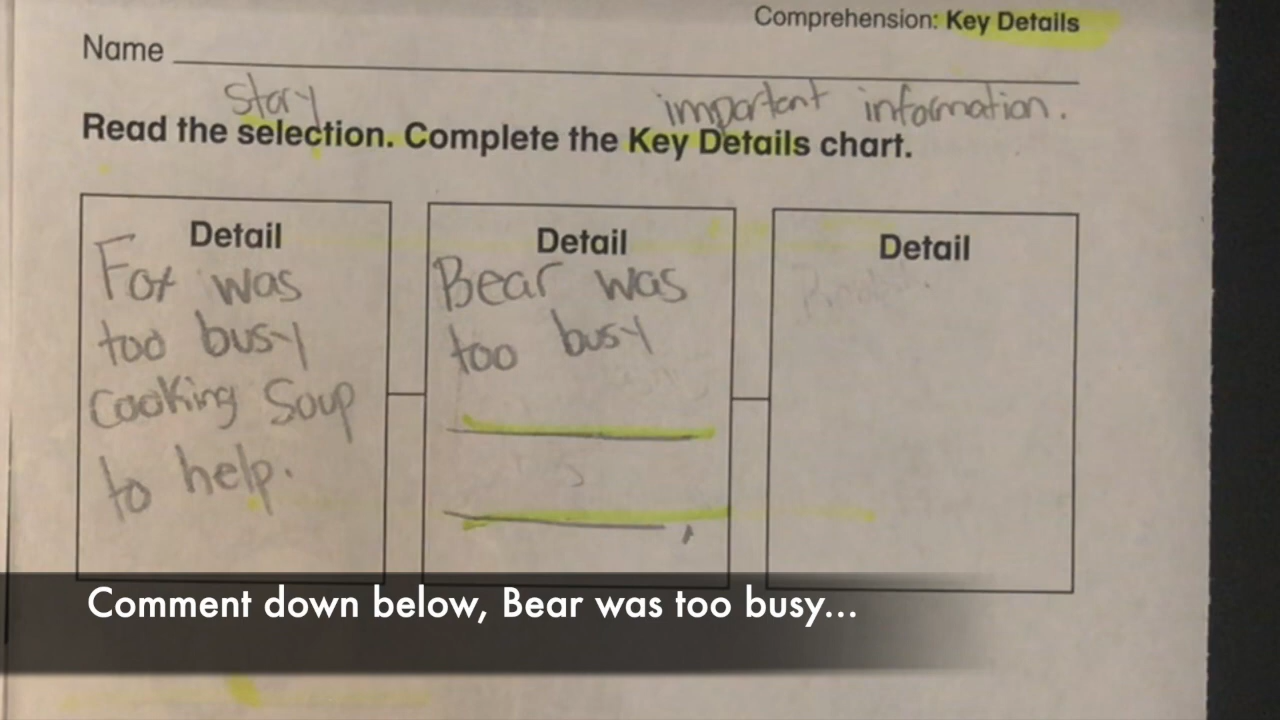 Comprehension: Key Details
Name
story
important information.
Read the selection. Complete the Key Details chart.
Detail
Fox was
too busy
Cooking Soup
to help.
Detail
Bear was
too busy
Detail
Comment down below, Bear was too busy...